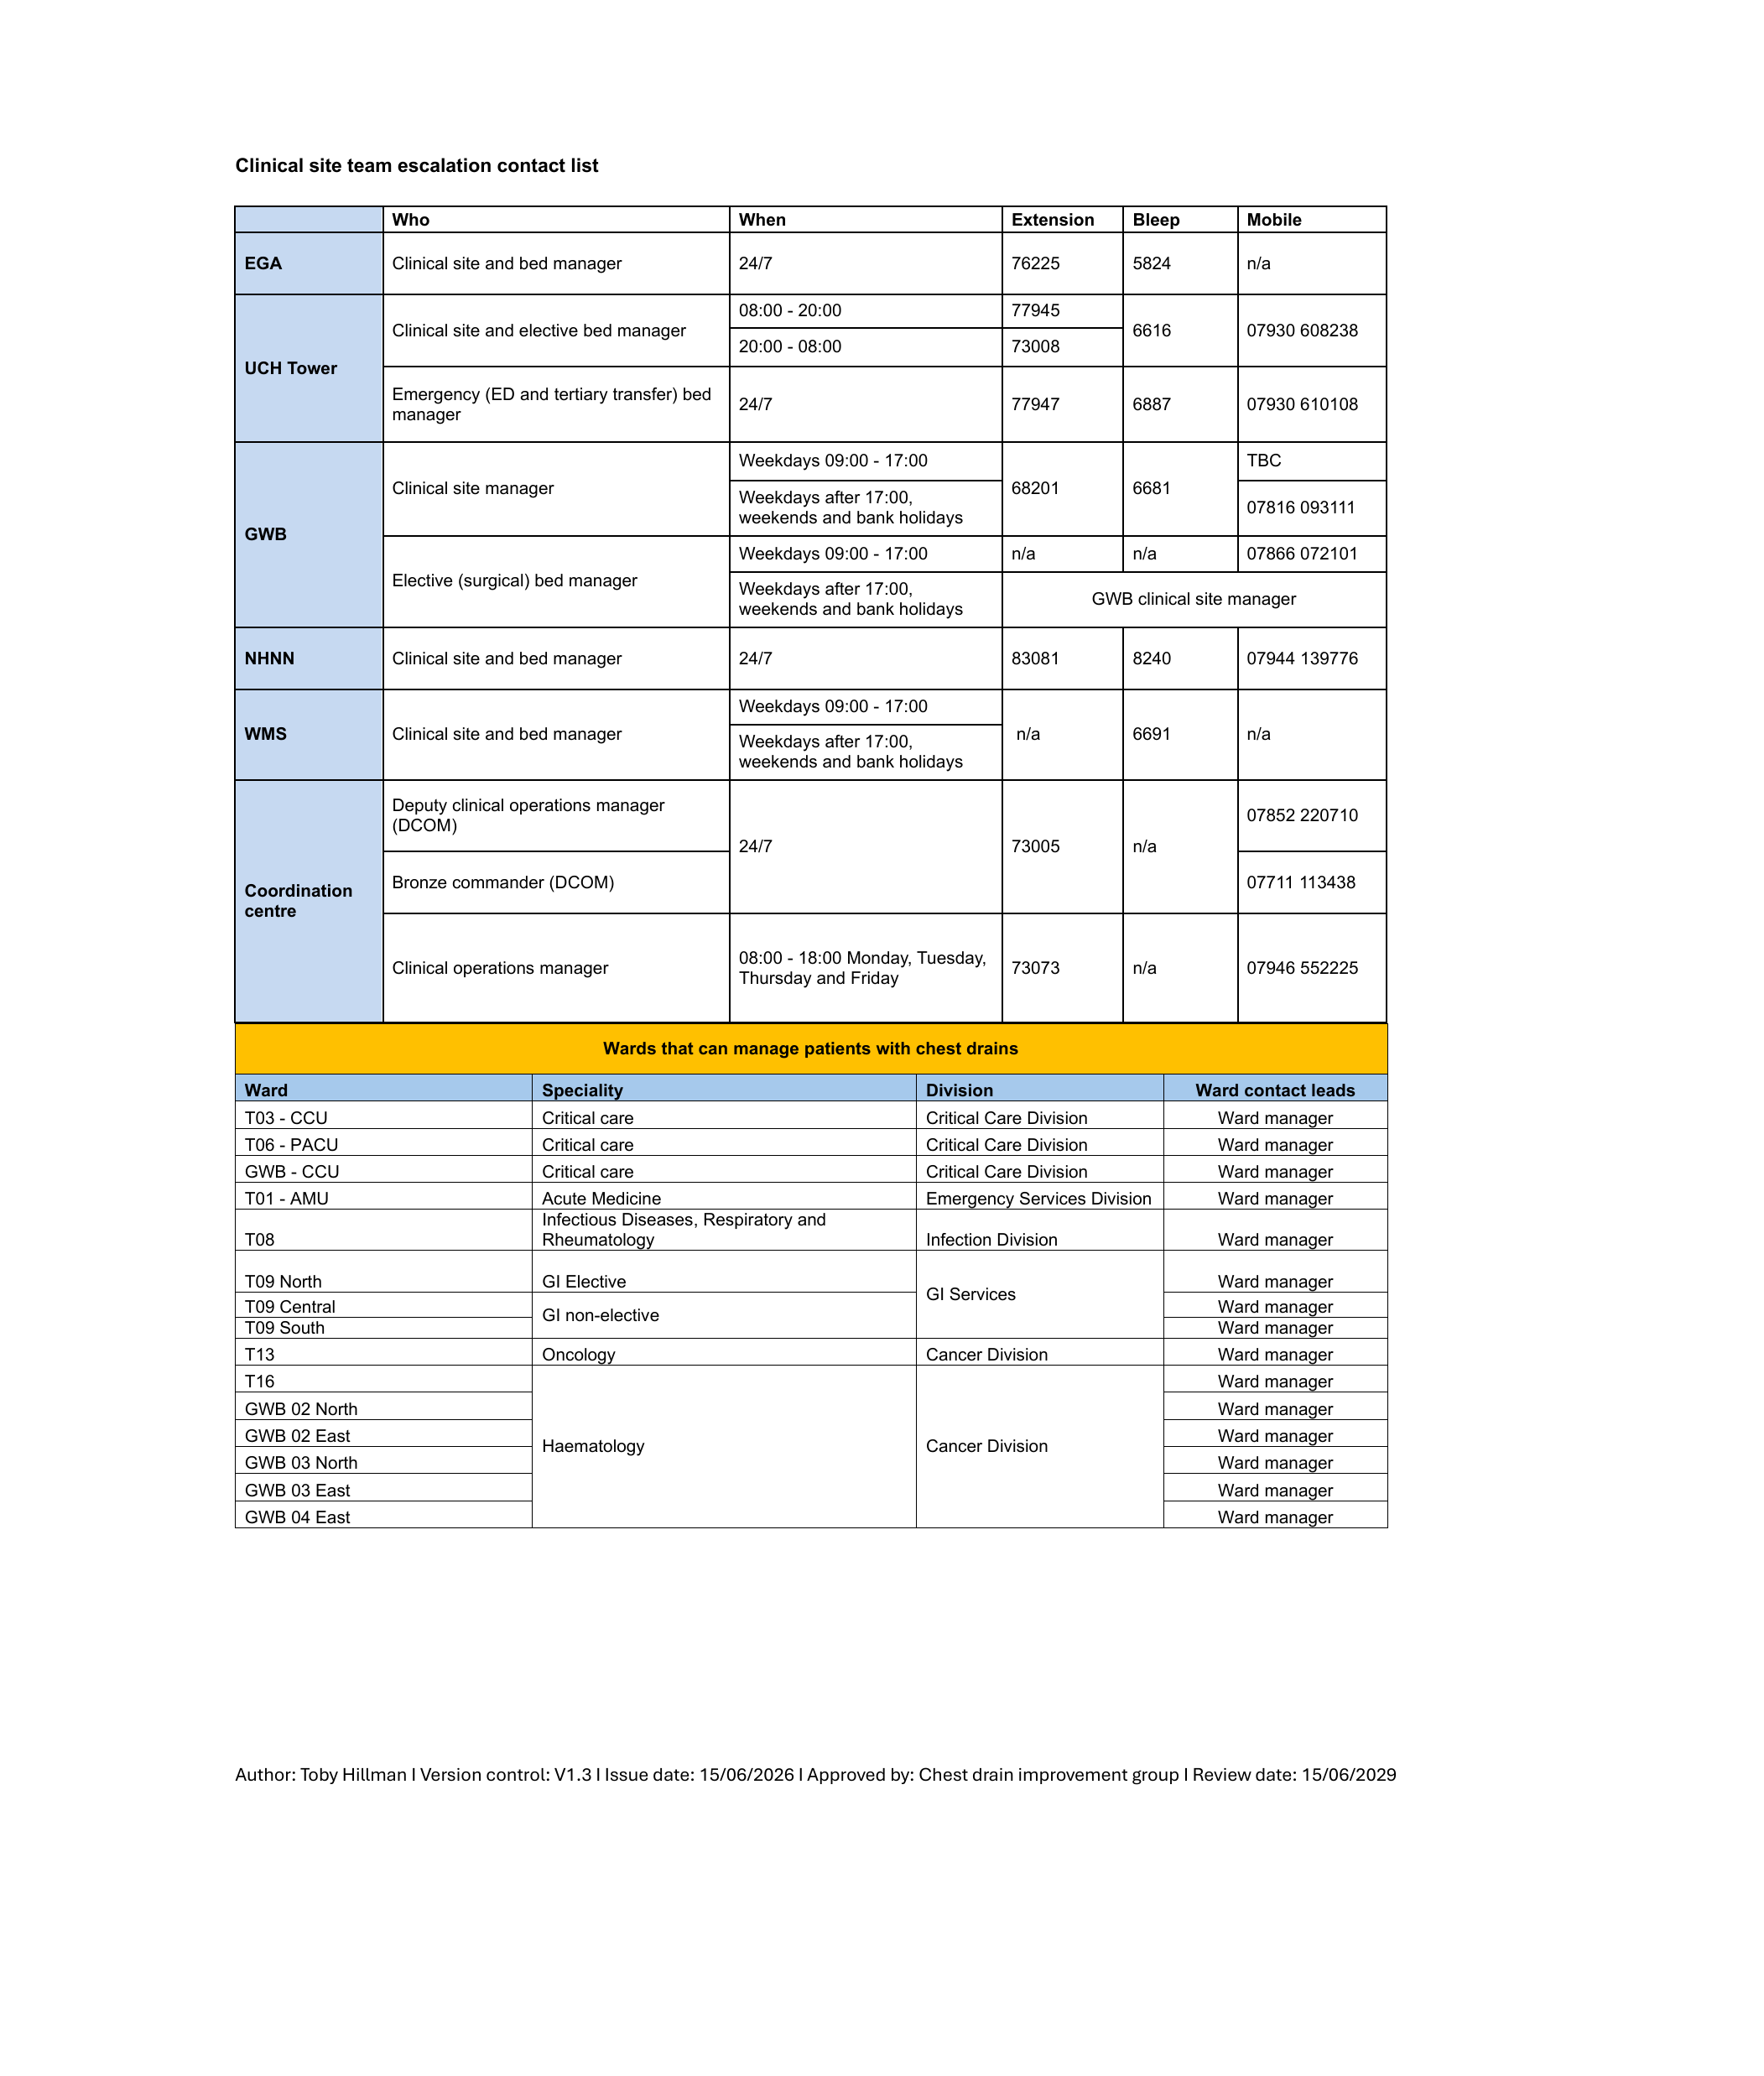 Clinical site team escalation contact list
Who When Extension Bleep Mobile
EGA Clinical site and bed manager 24/7 76225 5824 n/a
UCH Tower
Clinical site and elective bed manager
08:00 - 20:00 77945
6616 07930 608238
20:00 - 08:00 73008
Emergency (ED and tertiary transfer) bed
manager
24/7 77947 6887 07930 610108
GWB
Clinical site manager
Weekdays 09:00 - 17:00
68201 6681
TBC
Weekdays after 17:00,
weekends and bank holidays
07816 093111
Elective (surgical) bed manager
Weekdays 09:00 - 17:00 n/a n/a 07866 072101
Weekdays after 17:00,
weekends and bank holidays
GWB clinical site manager
NHNN Clinical site and bed manager 24/7 83081 8240 07944 139776
WMS Clinical site and bed manager
Weekdays 09:00 - 17:00
n/a 6691 n/a
Weekdays after 17:00,
weekends and bank holidays
Coordination
centre
Deputy clinical operations manager
(DCOM)
24/7 73005 n/a
07852 220710
Bronze commander (DCOM)
07711 113438
Clinical operations manager
08:00 - 18:00 Monday, Tuesday,
Thursday and Friday
73073 n/a 07946 552225
Wards that can manage patients with chest drains
Ward Speciality Division Ward contact leads
T03 - CCU Critical care Critical Care Division Ward manager
T06 - PACU Critical care Critical Care Division Ward manager
GWB - CCU Critical care Critical Care Division Ward manager
T01 - AMU Acute Medicine Emergency Services Division Ward manager
T08
Infectious Diseases, Respiratory and
Rheumatology
Infection Division Ward manager
T09 North GI Elective
GI Services
Ward manager
T09 Central
GI non-elective
Ward manager
T09 South
Ward manager
T13 Oncology Cancer Division Ward manager
T16
Ward manager
GWB 02 North
Ward manager
GWB 02 East
Haematology Cancer Division
Ward manager
GWB 03 North
Ward manager
GWB 03 East
Ward manager
GWB 04 East
Ward manager
Author: Toby Hillman I Version control: V1.3 I Issue date: 15/06/2026 I Approved by: Chest drain improvement group I Review date: 15/06/2029